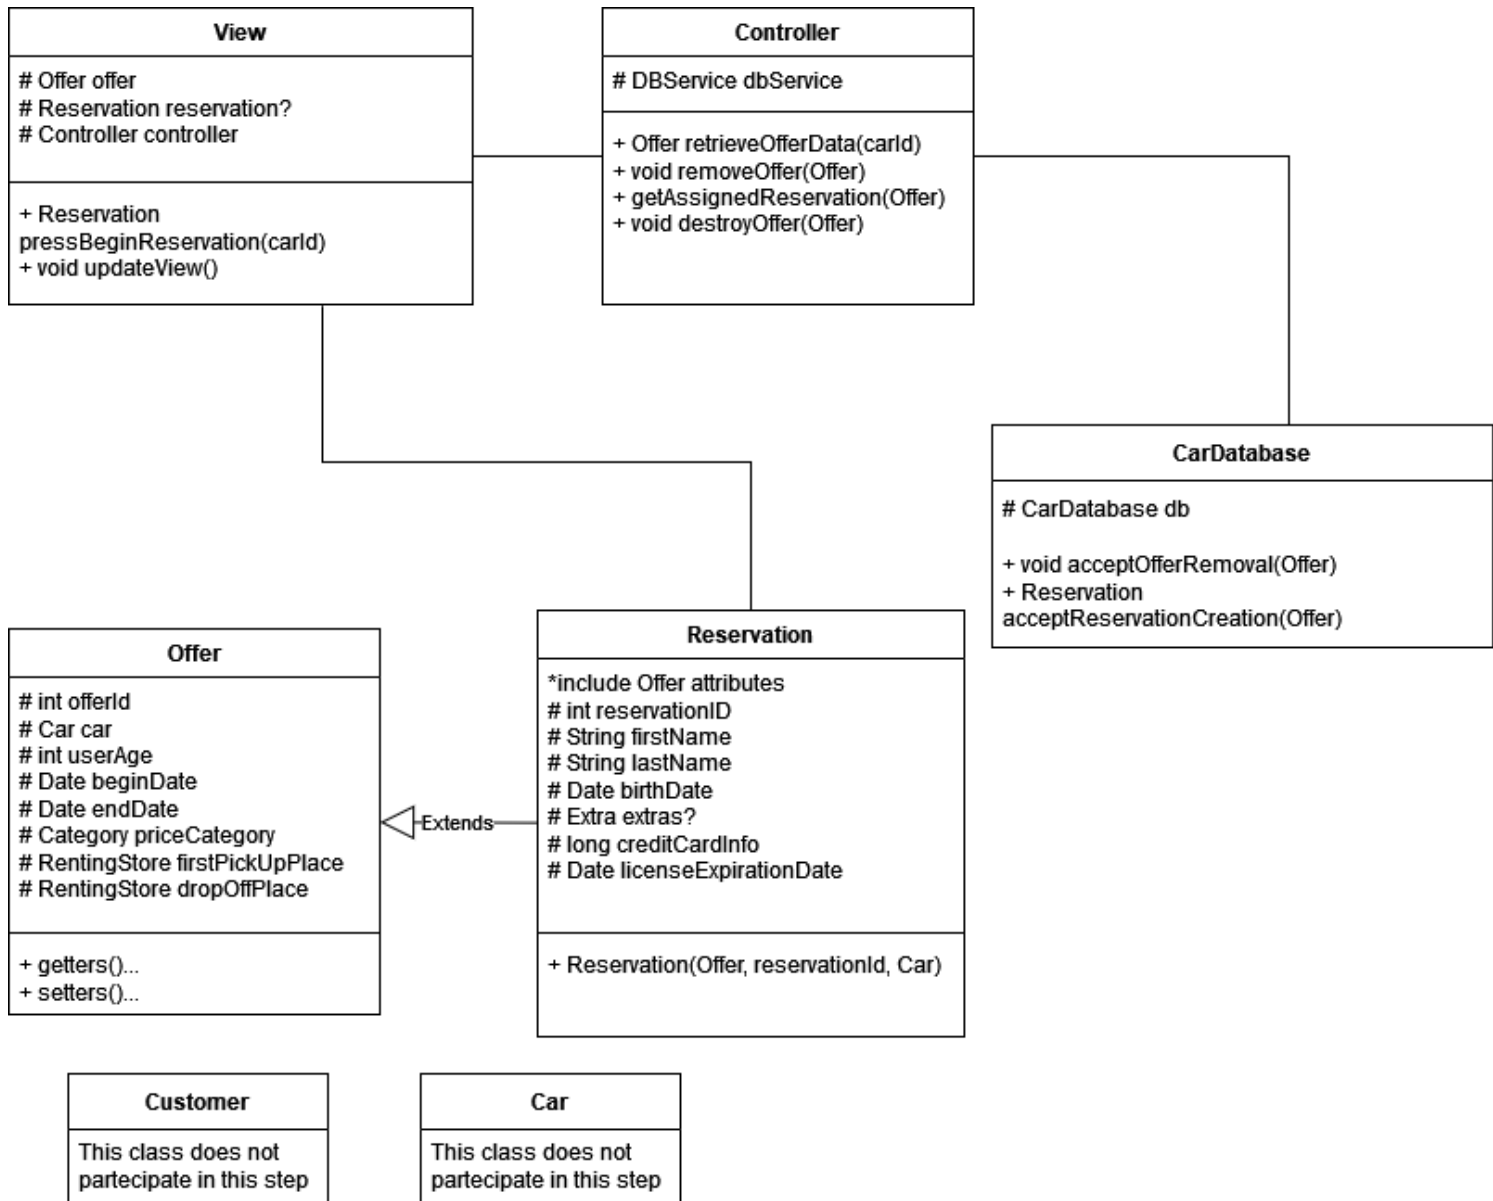 View
# Offer offer
# Reservation reservation?
# Controller controller
+ Reservation
pressBeginReservation(carId)
+ void updateView()
Controller
# DBService dbService
+ Offer retrieveOfferData(carId)
+ void removeOffer(Offer)
+ getAssignedReservation(Offer)
+ void destroyOffer(Offer)
CarDatabase
# CarDatabase db
+ void acceptOfferRemoval(Offer)
+ Reservation
acceptReservationCreation(Offer)
Offer
# int offerId
# Car car
# int userAge
# Date beginDate
# Date endDate
# Category priceCategory
# RentingStore firstPickUpPlace
# RentingStore dropOffPlace
+ getters()...
+ setters()...
Extends
Reservation
*include Offer attributes
# int reservationID
# String firstName
# String lastName
# Date birthDate
# Extra extras?
# long creditCardInfo
# Date licenseExpirationDate
+ Reservation(Offer, reservationId, Car)
Customer
This class does not
partecipate in this step
Car
This class does not
partecipate in this step